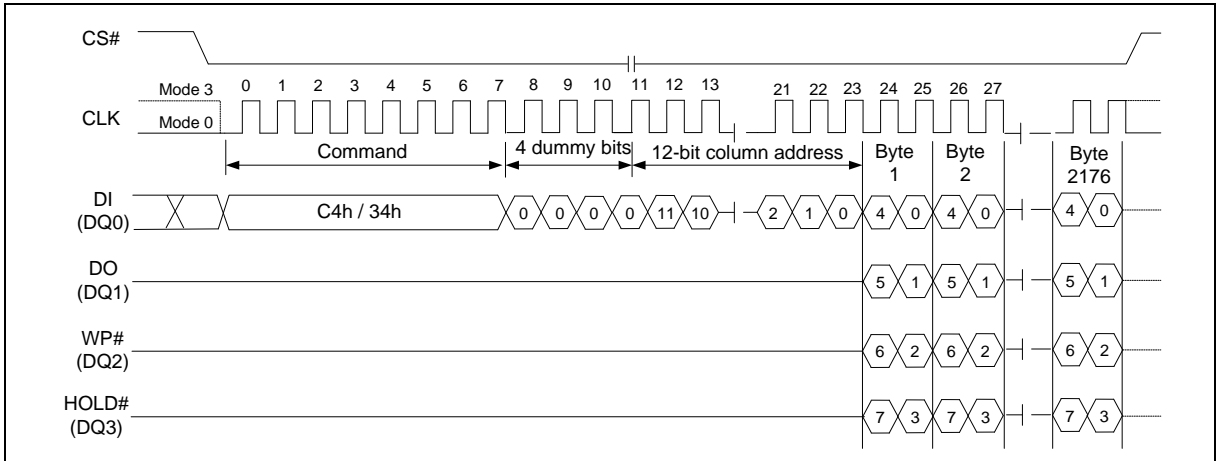 CS#
Mode 3 0 1 2 3 4 5 6 7 8 9 10 11 12 13 21 22 23 24 25 26 27
CLK
Mode 0
Command 4 dummy bits 12-bit column address Byte 1 Byte 2 Byte 2176
DI (DQ0) C4h / 34h 0 0 0 0 11 10 2 1 0 4 0 4 0 4 0
DO (DQ1) 5 1 5 1 5 1
WP# (DQ2) 6 2 6 2 6 2
HOLD# (DQ3) 7 3 7 3 7 3